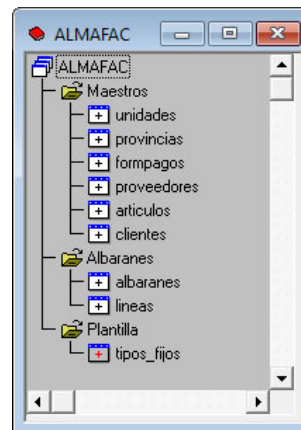 ALMAFAC
ALMAFAC
Maestros
unidades
provincias
formpagos
proveedores
articulos
clientes
Albaranes
albaranes
lineas
Plantilla
tipos_fijos